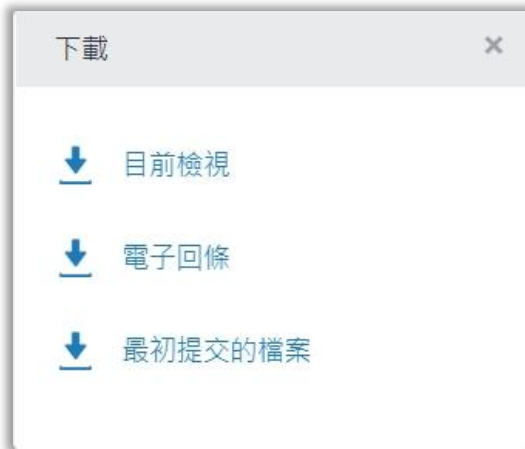 下載
目前檢視
電子回條
最初提交的檔案